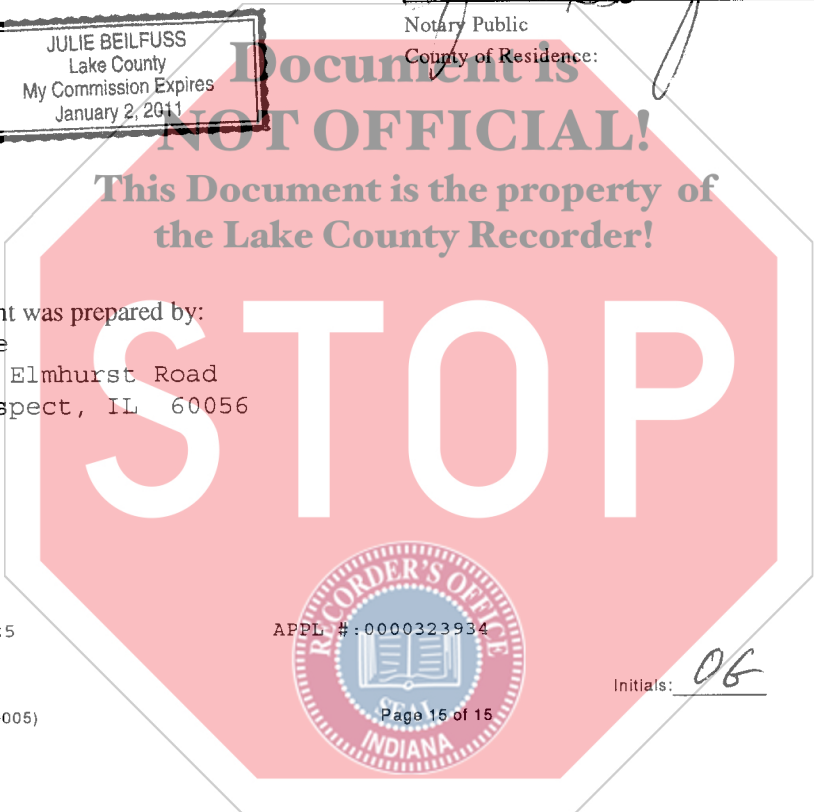 JULIE BEILFUSS
Lake County
My Commission Expires
January 2, 2011
Notary Public
County of Residence:
Document is
NOT OFFICIAL!
This Document is the property of
the Lake County Recorder!
nt was prepared by:
e
Elmhurst Road
spect, IL 60056
STOP
:5
APPL #:0000323934
RECORDER'S OFFICE
SEAL
INDIANA
Initials: OG
005)
Page 15 of 15